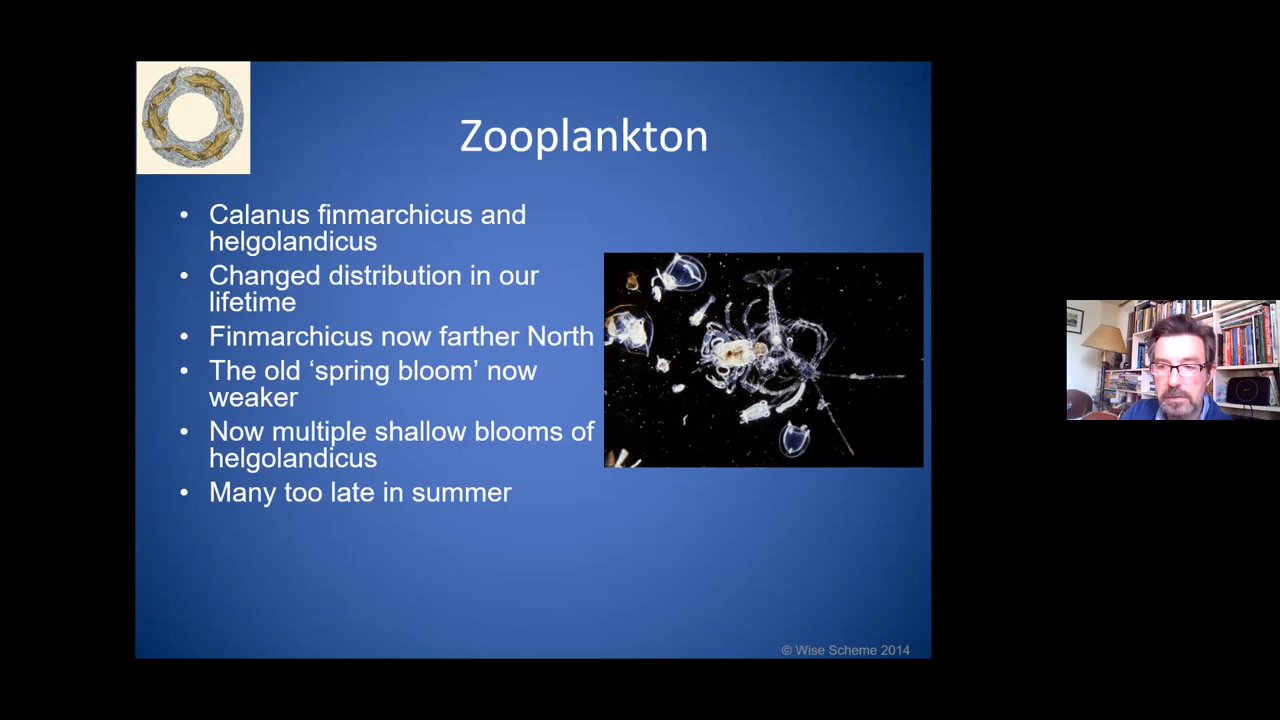 Zooplankton
• Calanus finmarchicus and
helgolandicus
• Changed distribution in our
lifetime
• Finmarchicus now farther North
• The old ‘spring bloom’ now
weaker
• Now multiple shallow blooms of
helgolandicus
• Many too late in summer
© Wise Scheme 2014